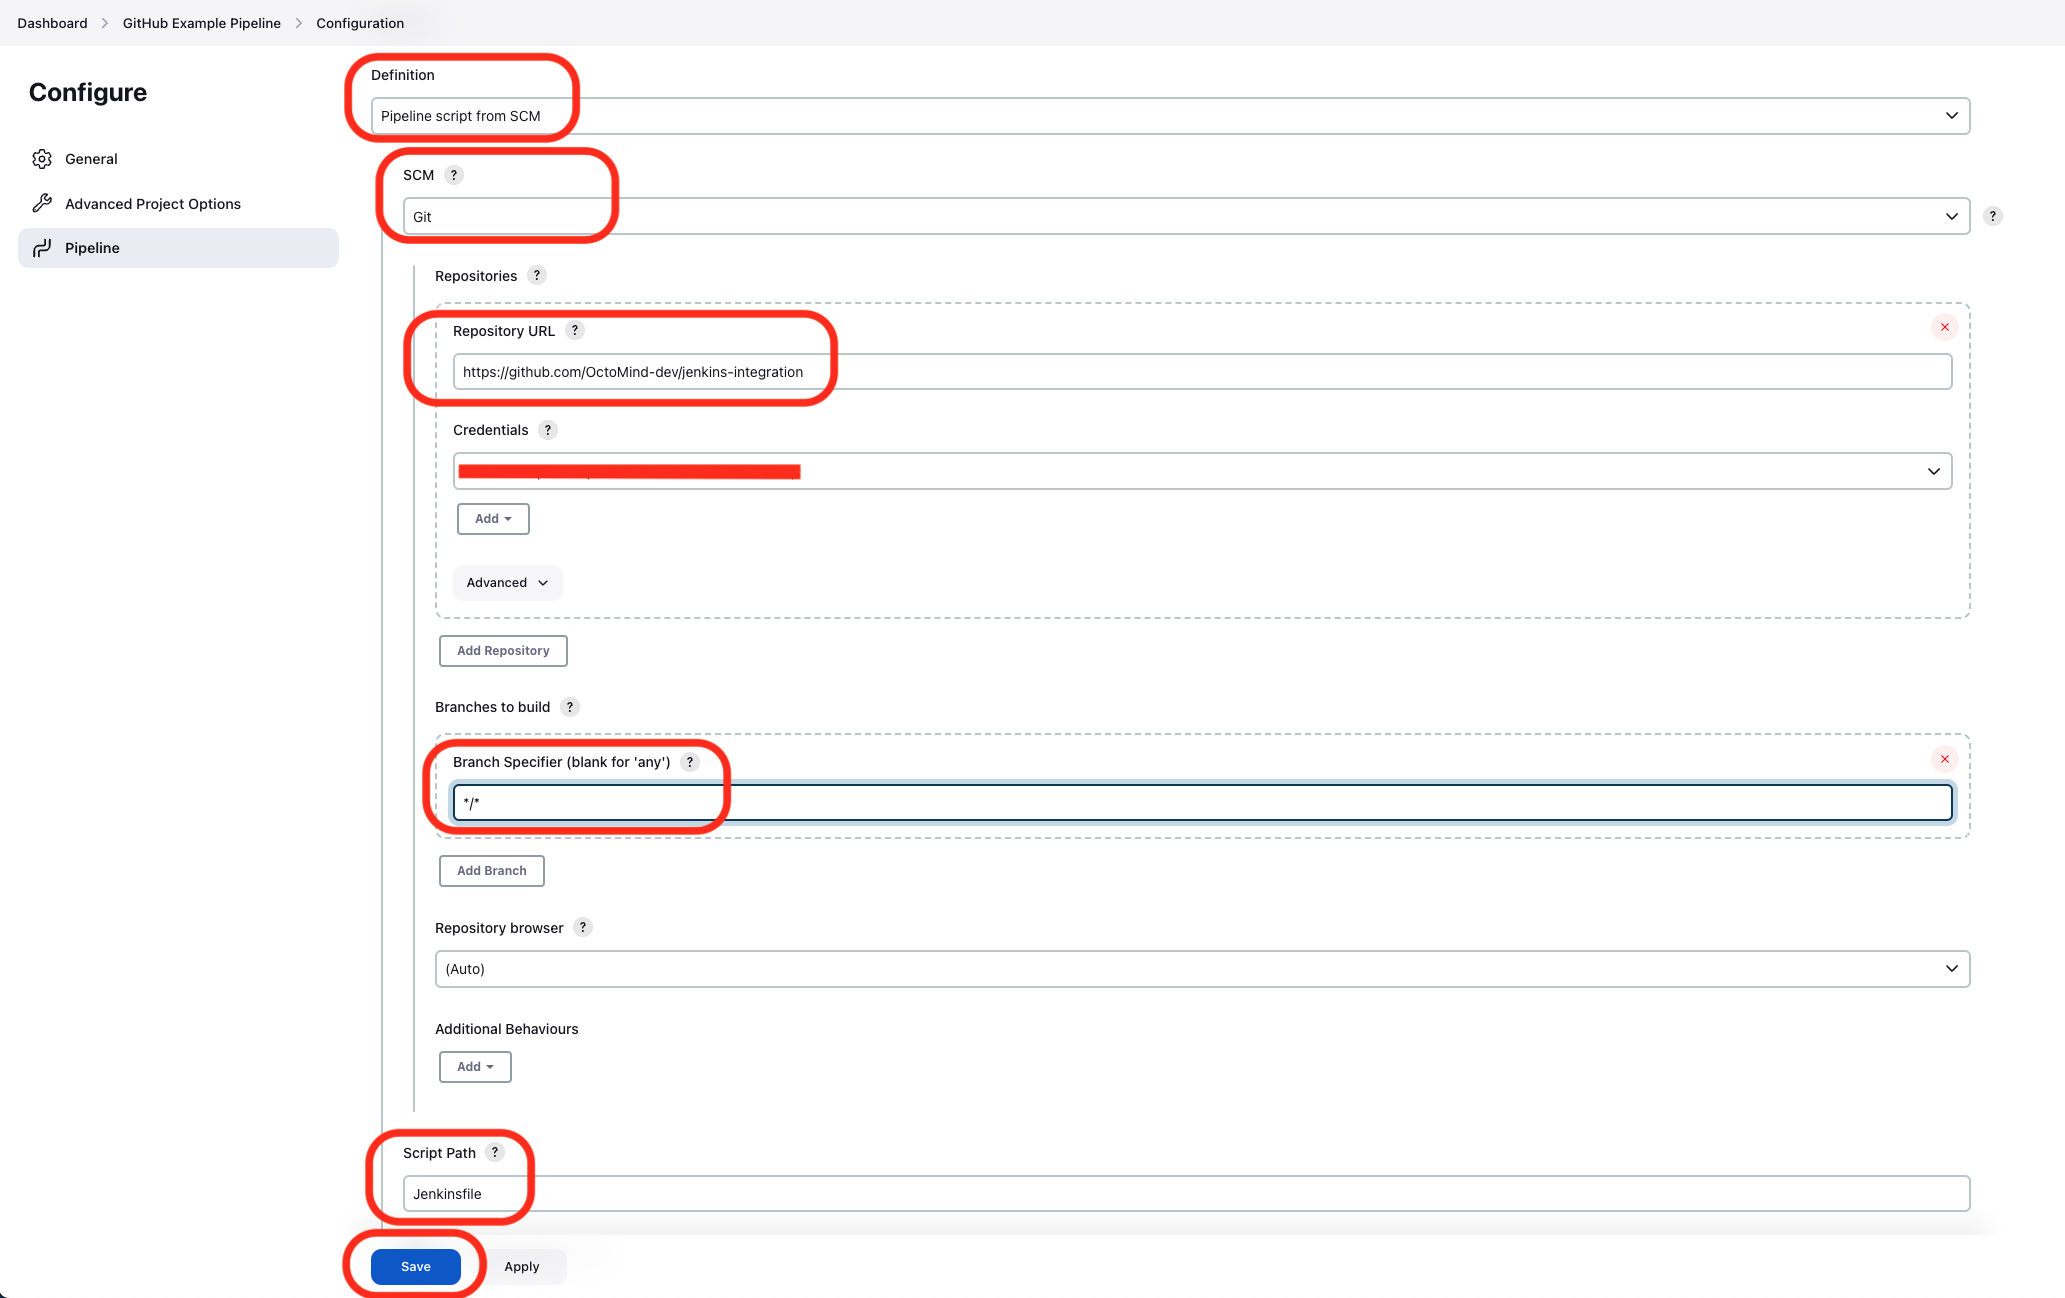 Dashboard > GitHub Example Pipeline > Configuration
Configure
General
Advanced Project Options
Pipeline
Definition
Pipeline script from SCM
SCM ?
Git
?
Repositories ?
Repository URL ?
https://github.com/OctoMind-dev/jenkins-integration
Credentials ?
Add
Advanced
Add Repository
Branches to build ?
Branch Specifier (blank for 'any') ?
*/*
Add Branch
Repository browser ?
(Auto)
Additional Behaviours
Add
Script Path ?
Jenkinsfile
Save
Apply